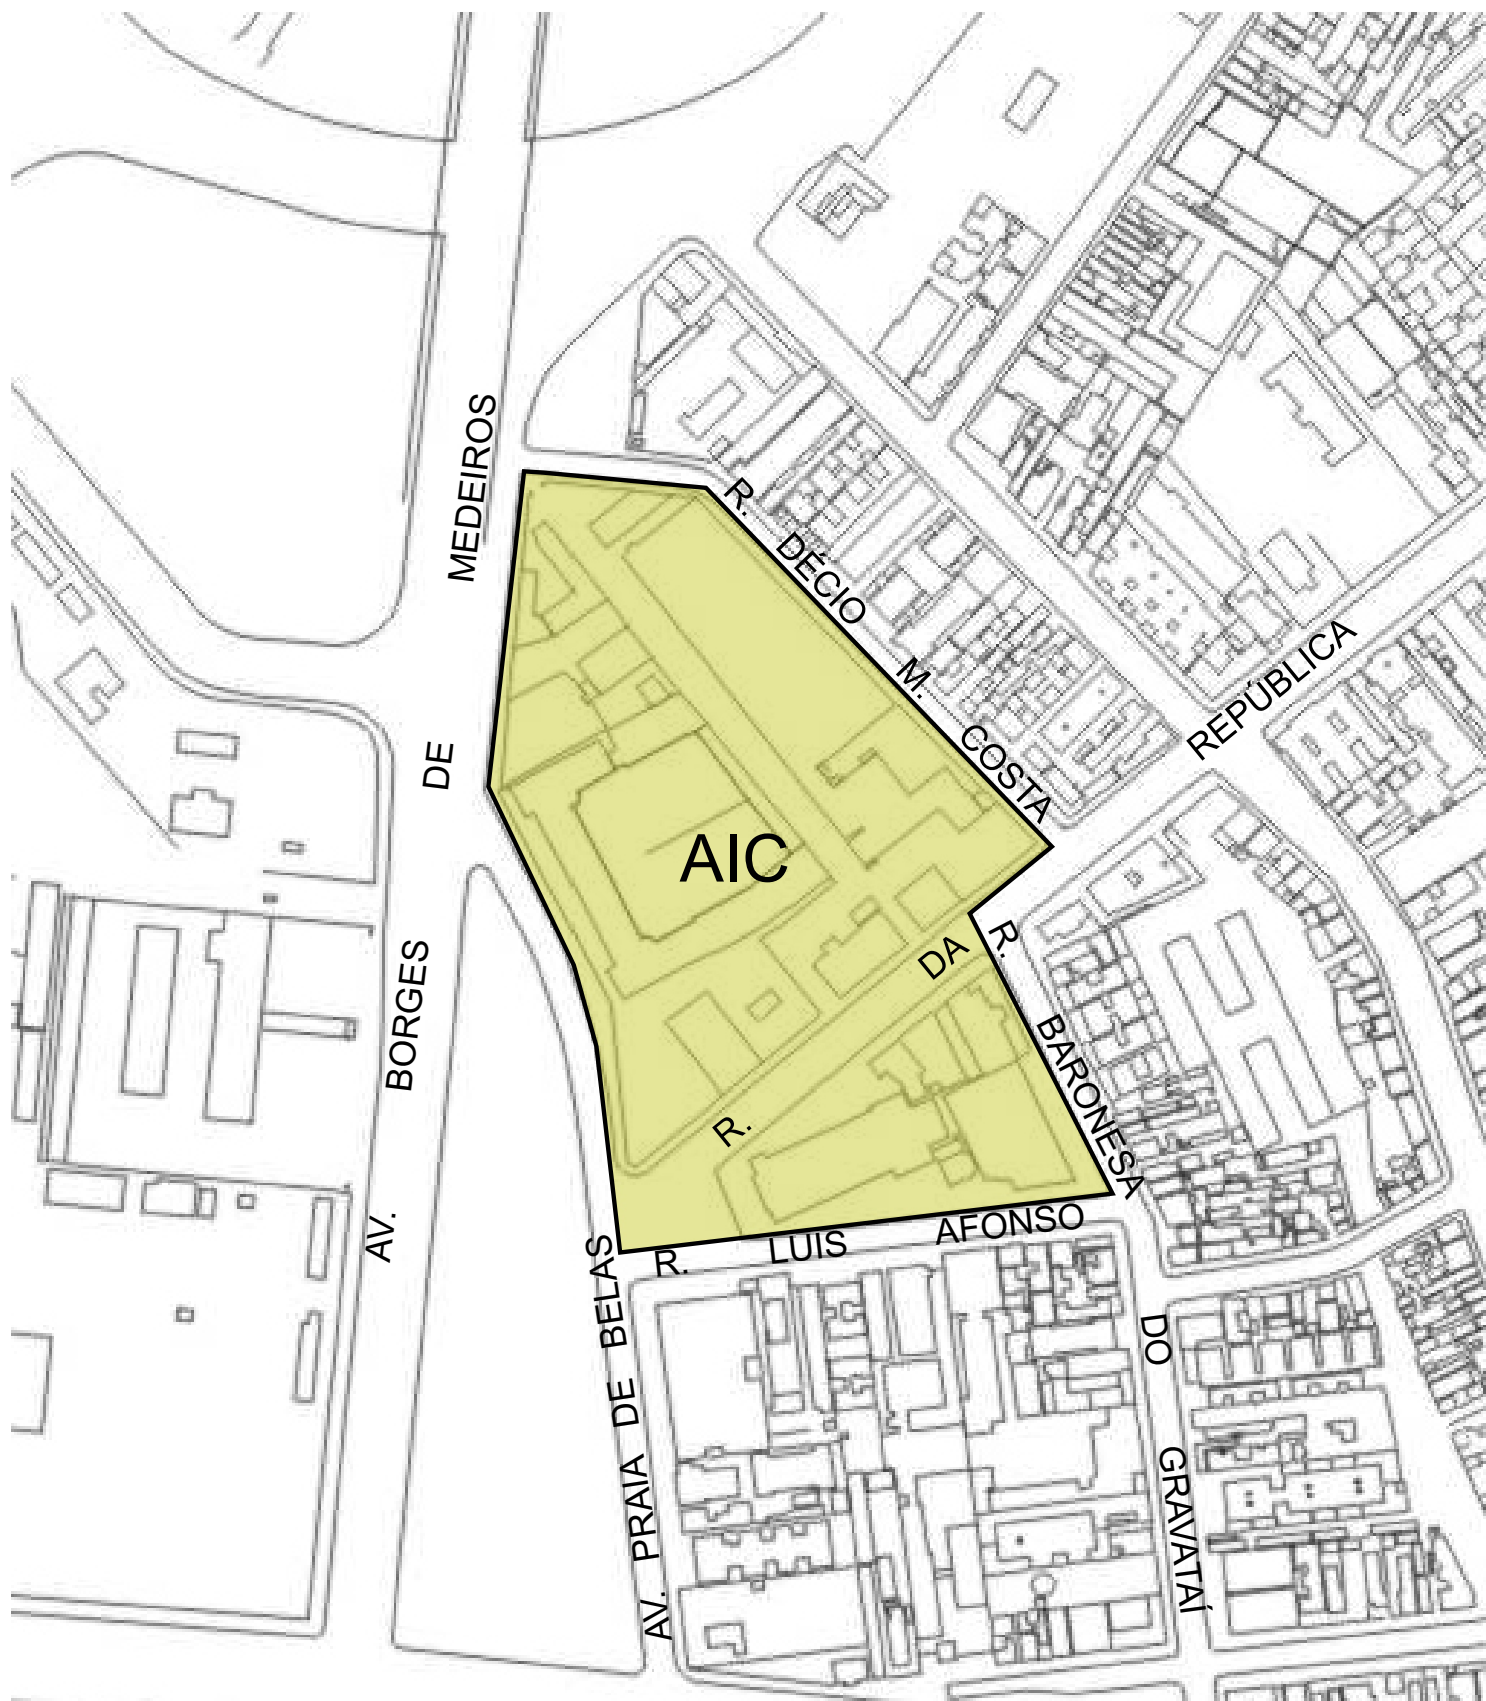 AV. BORGES DE MEDEIROS
R. DÉCIO M. COSTA
R. DA REPÚBLICA
AIC
R. BARONESA DO GRAVATAÍ
R. LUIS AFONSO
AV. PRAIA DE BELAS